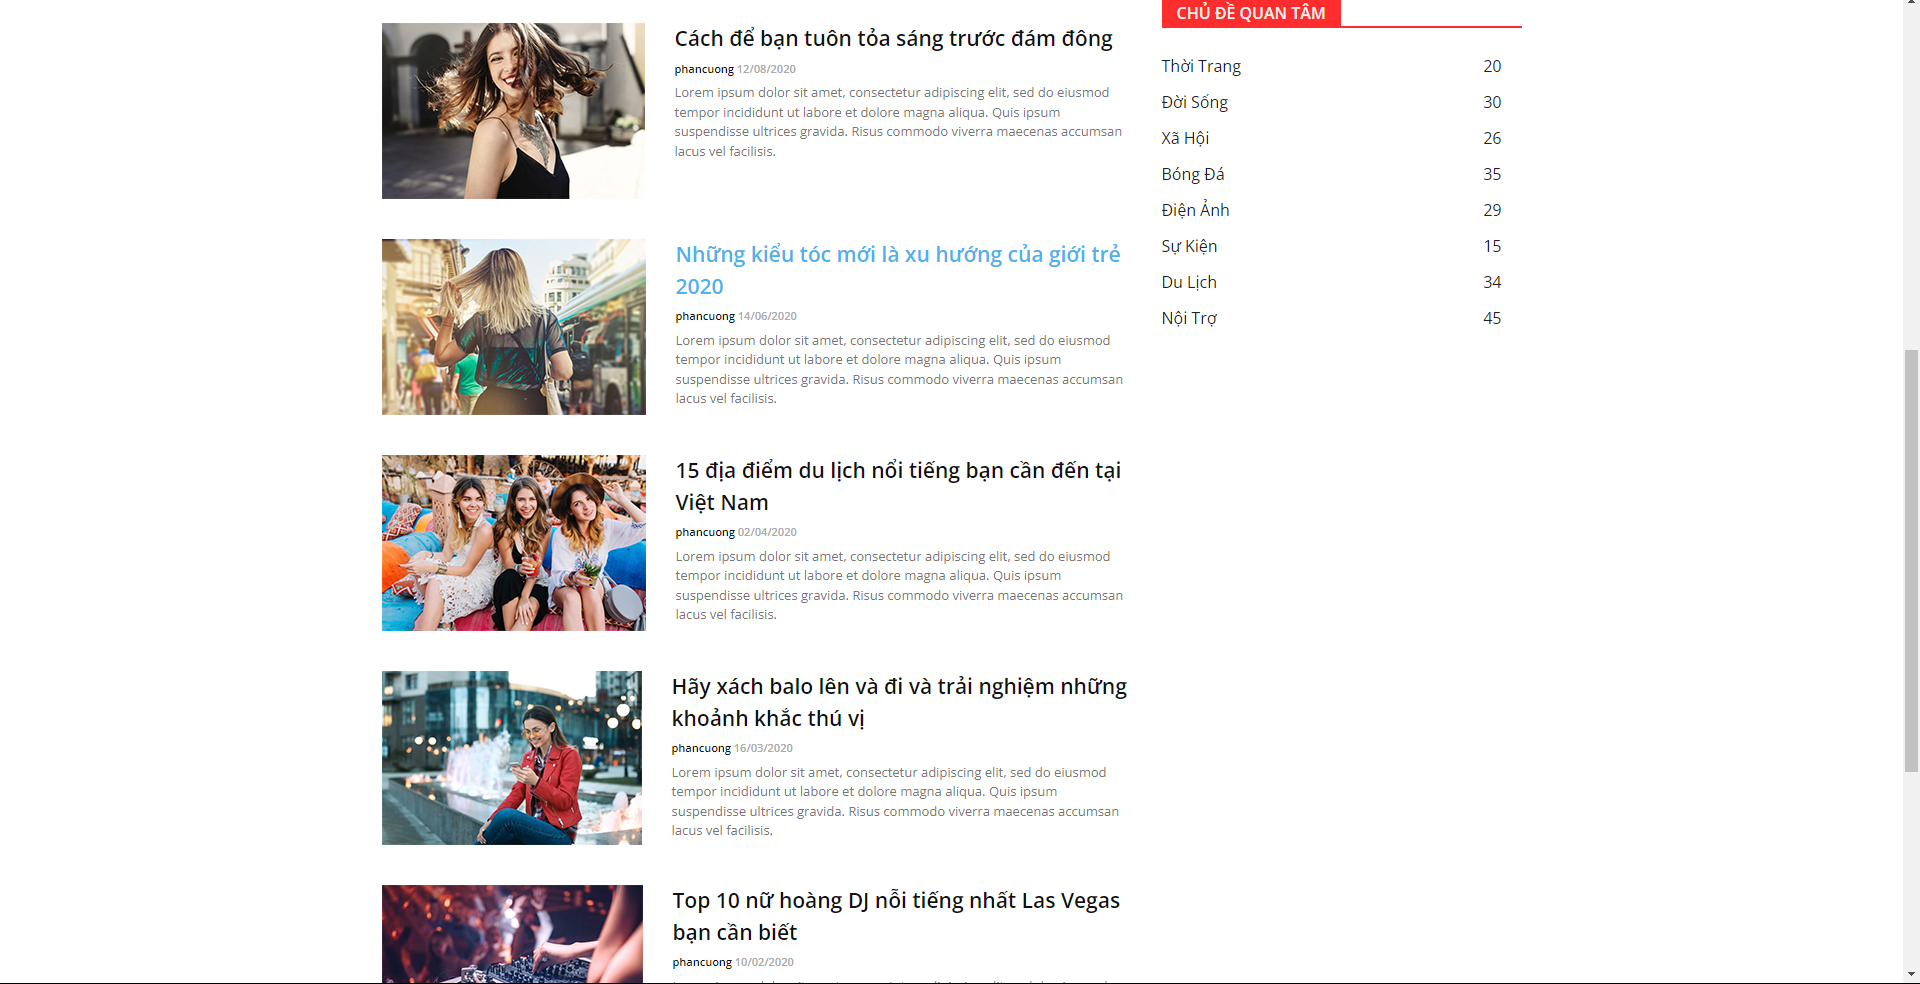 Cách để bạn tuôn tỏa sáng trước đám đông
phancuong 12/08/2020
Lorem ipsum dolor sit amet, consectetur adipiscing elit, sed do eiusmod
tempor incididunt ut labore et dolore magna aliqua. Quis ipsum
suspendisse ultrices gravida. Risus commodo viverra maecenas accumsan
lacus vel facilisis.
Những kiểu tóc mới là xu hướng của giới trẻ
2020
phancuong 14/06/2020
Lorem ipsum dolor sit amet, consectetur adipiscing elit, sed do eiusmod
tempor incididunt ut labore et dolore magna aliqua. Quis ipsum
suspendisse ultrices gravida. Risus commodo viverra maecenas accumsan
lacus vel facilisis.
15 địa điểm du lịch nổi tiếng bạn cần đến tại
Việt Nam
phancuong 02/04/2020
Lorem ipsum dolor sit amet, consectetur adipiscing elit, sed do eiusmod
tempor incididunt ut labore et dolore magna aliqua. Quis ipsum
suspendisse ultrices gravida. Risus commodo viverra maecenas accumsan
lacus vel facilisis.
Hãy xách balo lên và đi và trải nghiệm những
khoảnh khắc thú vị
phancuong 16/03/2020
Lorem ipsum dolor sit amet, consectetur adipiscing elit, sed do eiusmod
tempor incididunt ut labore et dolore magna aliqua. Quis ipsum
suspendisse ultrices gravida. Risus commodo viverra maecenas accumsan
lacus vel facilisis.
Top 10 nữ hoàng DJ nỗi tiếng nhất Las Vegas
bạn cần biết
phancuong 10/02/2020
CHỦ ĐỀ QUAN TÂM
Thời Trang 20
Đời Sống 30
Xã Hội 26
Bóng Đá 35
Điện Ảnh 29
Sự Kiện 15
Du Lịch 34
Nội Trợ 45